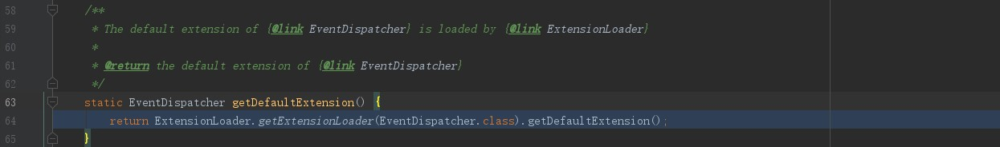 58 /**
59 * The default extension of {@link EventDispatcher} is loaded by {@link ExtensionLoader}
60 *
61 * @return the default extension of {@link EventDispatcher}
62 */
63 static EventDispatcher getDefaultExtension() {
64 return ExtensionLoader.getExtensionLoader(EventDispatcher.class).getDefaultExtension();
65 }